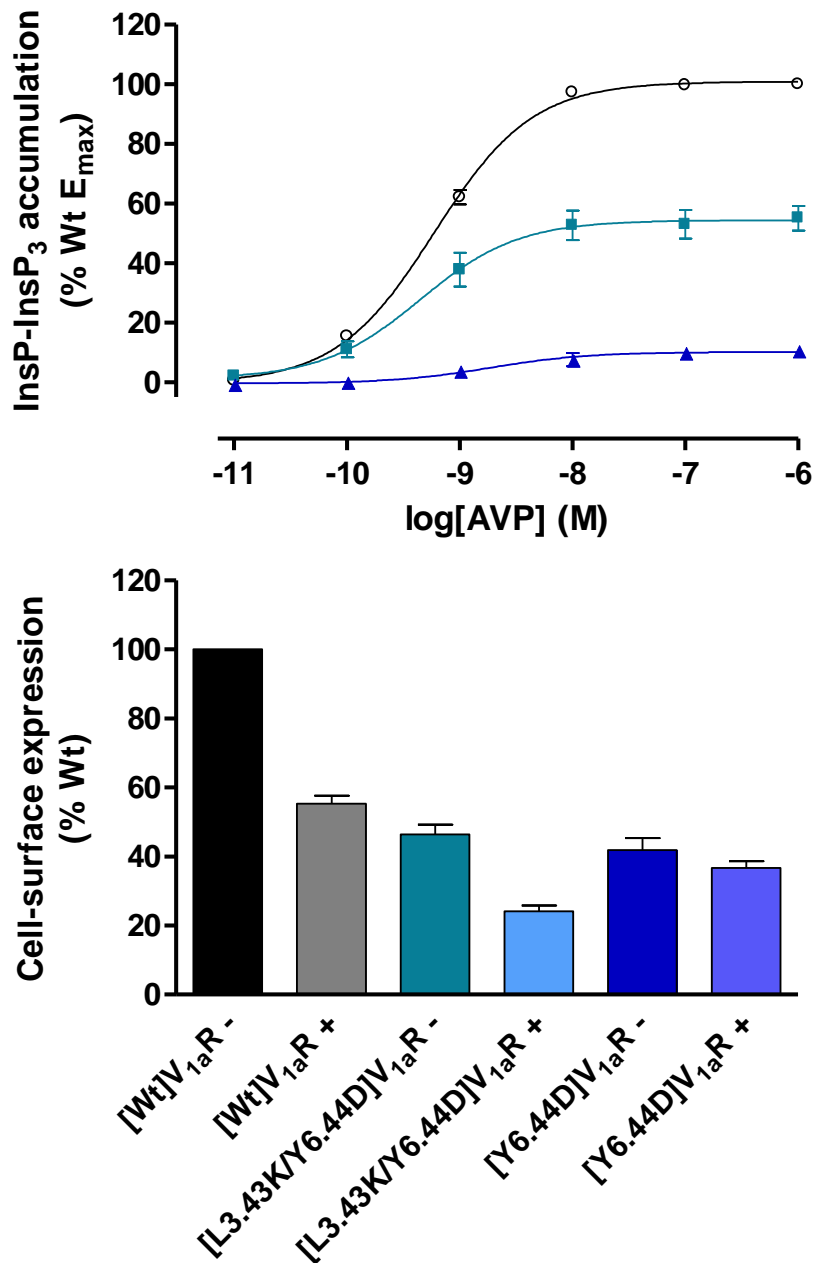 InsP-InsP3 accumulation
(% Wt Emax)
120
100
80
60
40
20
0
-11 -10 -9 -8 -7 -6
log[AVP] (M)
Cell-surface expression
(% Wt)
120
100
80
60
40
20
0
[Wt]V1aR -
[Wt]V1aR +
[L3.43K/Y6.44D]V1aR -
[L3.43K/Y6.44D]V1aR +
[Y6.44D]V1aR -
[Y6.44D]V1aR +